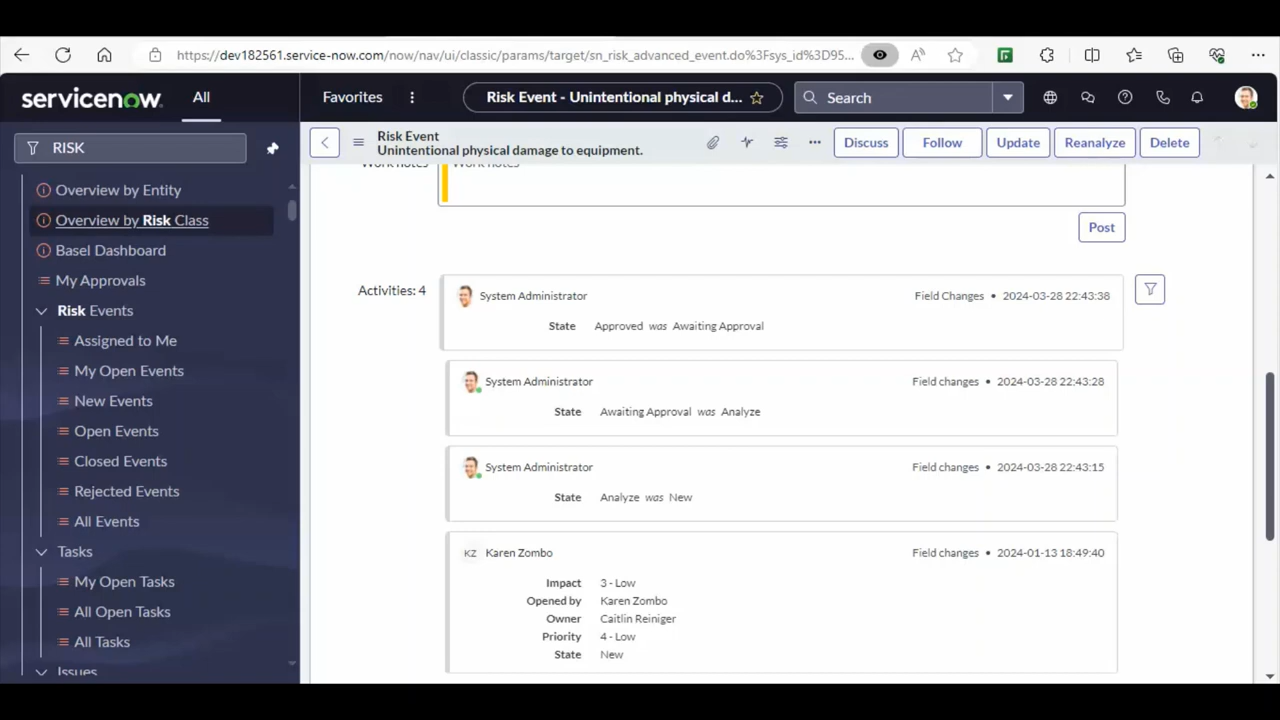 https://dev182561.service-now.com/now/nav/ui/classic/params/target/sn_risk_advanced_event.do%3Fsys_id%3D95...
servicenow
All
Favorites
Risk Event - Unintentional physical d...
Search
RISK
Overview by Entity
Overview by Risk Class
Basel Dashboard
My Approvals
Risk Events
Assigned to Me
My Open Events
New Events
Open Events
Closed Events
Rejected Events
All Events
Tasks
My Open Tasks
All Open Tasks
All Tasks
Issues
Risk Event
Unintentional physical damage to equipment.
Discuss
Follow
Update
Reanalyze
Delete
Work notes
Work notes
Post
Activities: 4
System Administrator
Field Changes • 2024-03-28 22:43:38
State Approved was Awaiting Approval
System Administrator
Field changes • 2024-03-28 22:43:28
State Awaiting Approval was Analyze
System Administrator
Field changes • 2024-03-28 22:43:15
State Analyze was New
KZ Karen Zombo
Field changes • 2024-01-13 18:49:40
Impact 3 - Low
Opened by Karen Zombo
Owner Caitlin Reiniger
Priority 4 - Low
State New